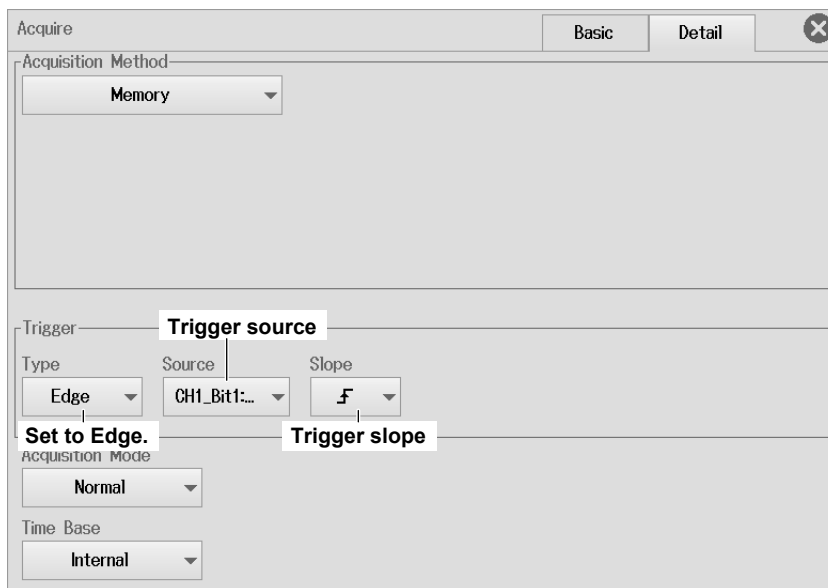 Acquire
Basic
Detail
Acquisition Method
Memory
Trigger
Trigger source
Type
Source
Slope
Edge
CH1_Bit1:...
Set to Edge.
Trigger slope
Acquisition Mode
Normal
Time Base
Internal